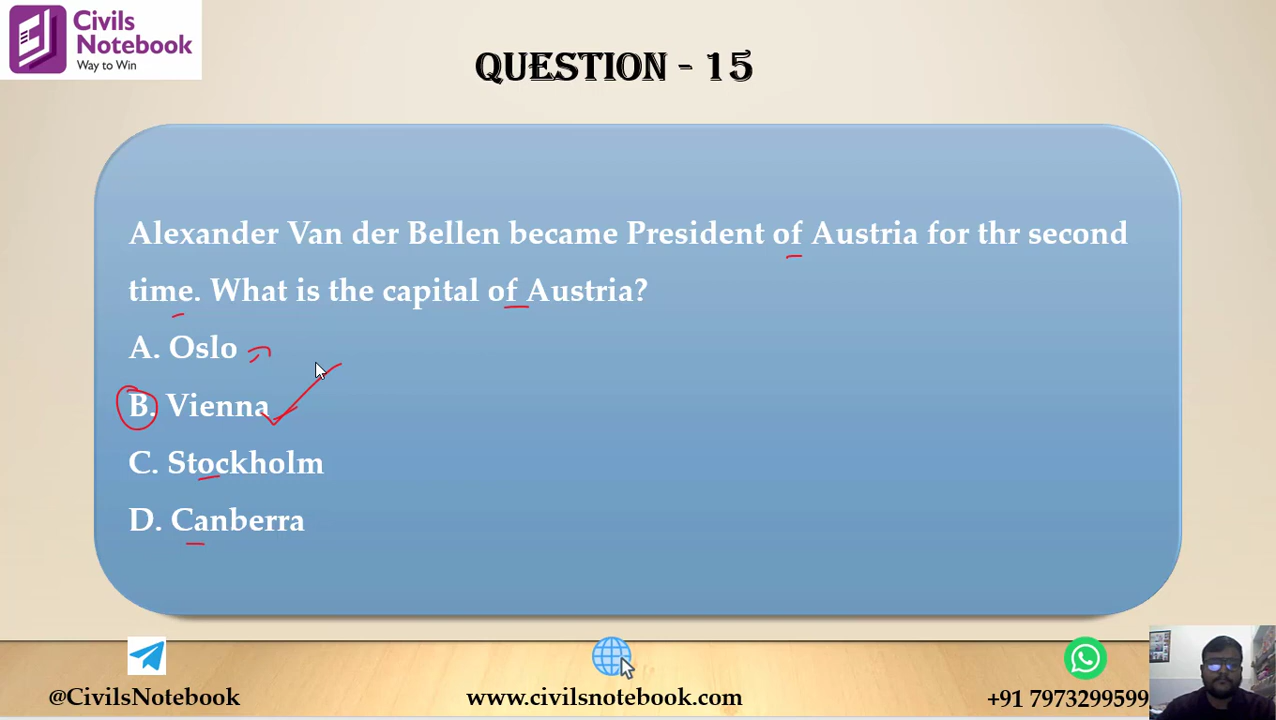 Civils
Notebook
Way to Win
QUESTION - 15
Alexander Van der Bellen became President of Austria for thr second
time. What is the capital of Austria?
A. Oslo
B. Vienna
C. Stockholm
D. Canberra
@CivilsNotebook
www.civilsnotebook.com
+91 7973299599